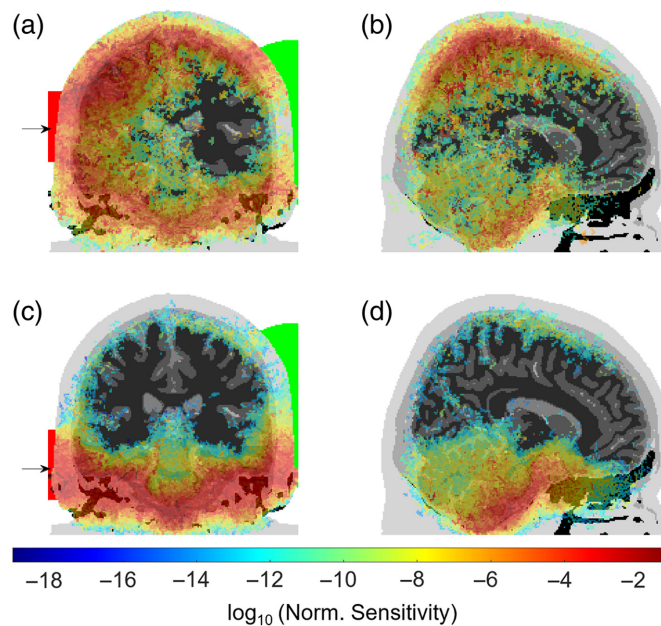 (a)
(b)
(c)
(d)
−18 −16 −14 −12 −10 −8 −6 −4 −2
log₁₀ (Norm. Sensitivity)